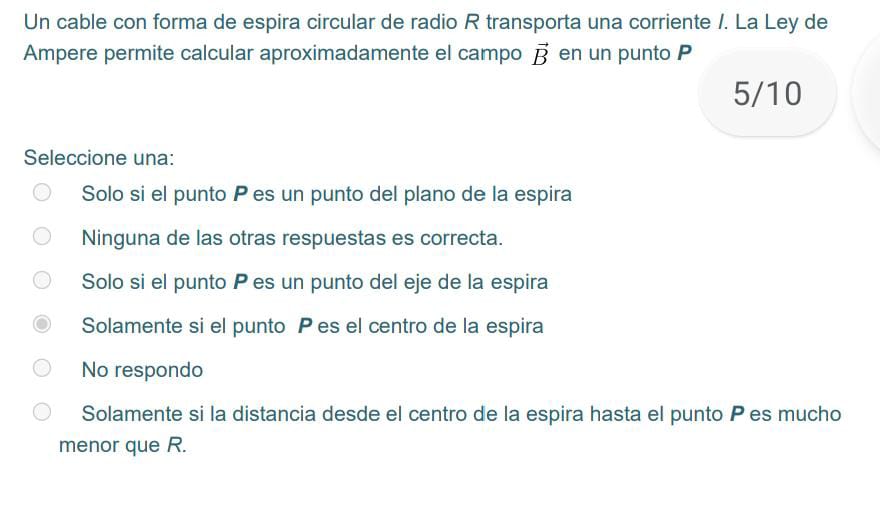 Un cable con forma de espira circular de radio R transporta una corriente I. La Ley de
Ampere permite calcular aproximadamente el campo B⃗ en un punto P
5/10
Seleccione una:
Solo si el punto P es un punto del plano de la espira
Ninguna de las otras respuestas es correcta.
Solo si el punto P es un punto del eje de la espira
Solamente si el punto P es el centro de la espira
No respondo
Solamente si la distancia desde el centro de la espira hasta el punto P es mucho
menor que R.